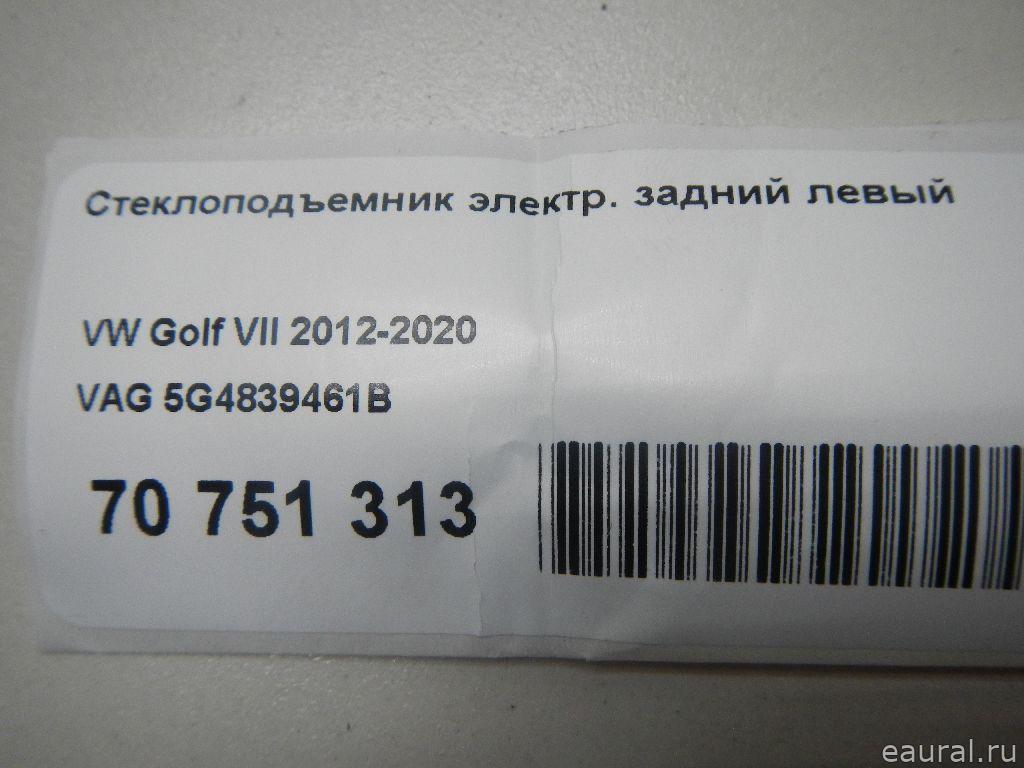 Стеклоподъемник электр. задний левый
VW Golf VII 2012-2020
VAG 5G4839461B
70 751 313
eaural.ru